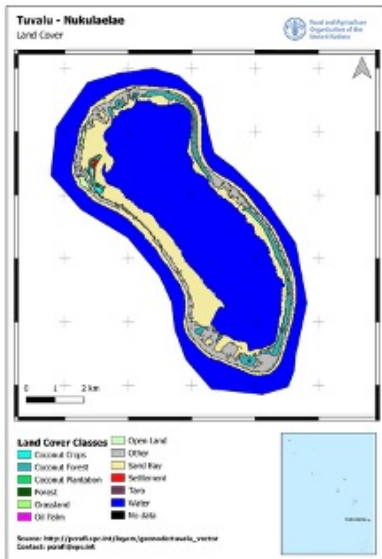 Tuvalu - Nukulaelae
Land Cover
Food and Agriculture
Organization of the
United Nations
0 1 2 km
Land Cover Classes
Coconut Crops
Coconut Forest
Coconut Plantation
Forest
Grassland
Oil Palm
Open Land
Other
Sand Bay
Settlement
Taro
Water
No data
Contact: